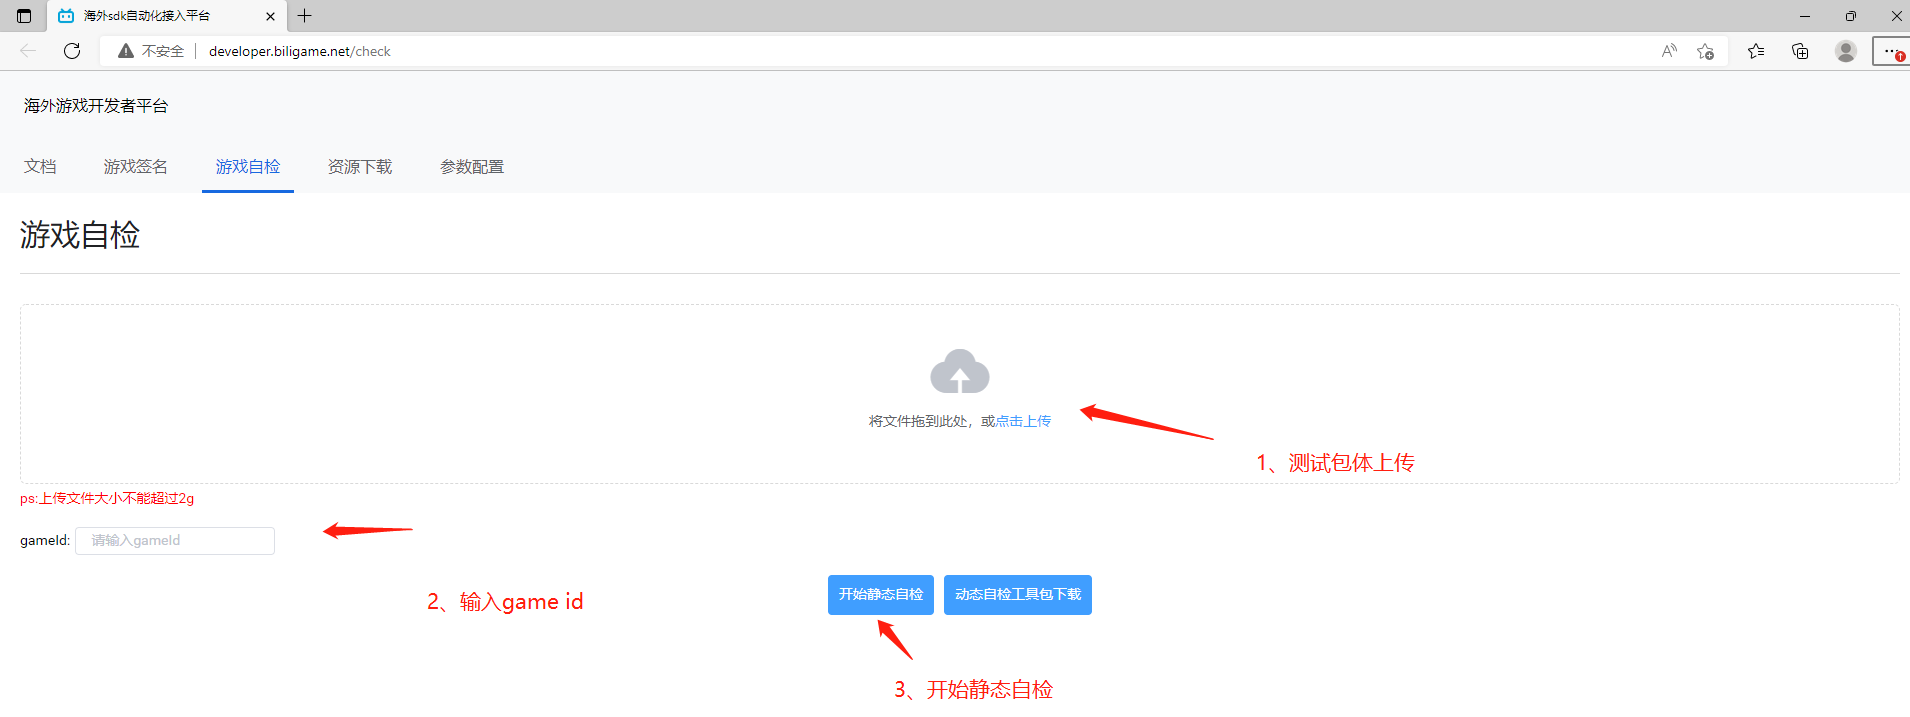 海外sdk自动化接入平台
不安全 developer.biligame.net/check
海外游戏开发者平台
文档 游戏签名 游戏自检 资源下载 参数配置
游戏自检
将文件拖到此处，或点击上传
1、测试包体上传
ps:上传文件大小不能超过2g
gameId: 请输入gameId
开始静态自检 动态自检工具包下载
2、输入game id
3、开始静态自检